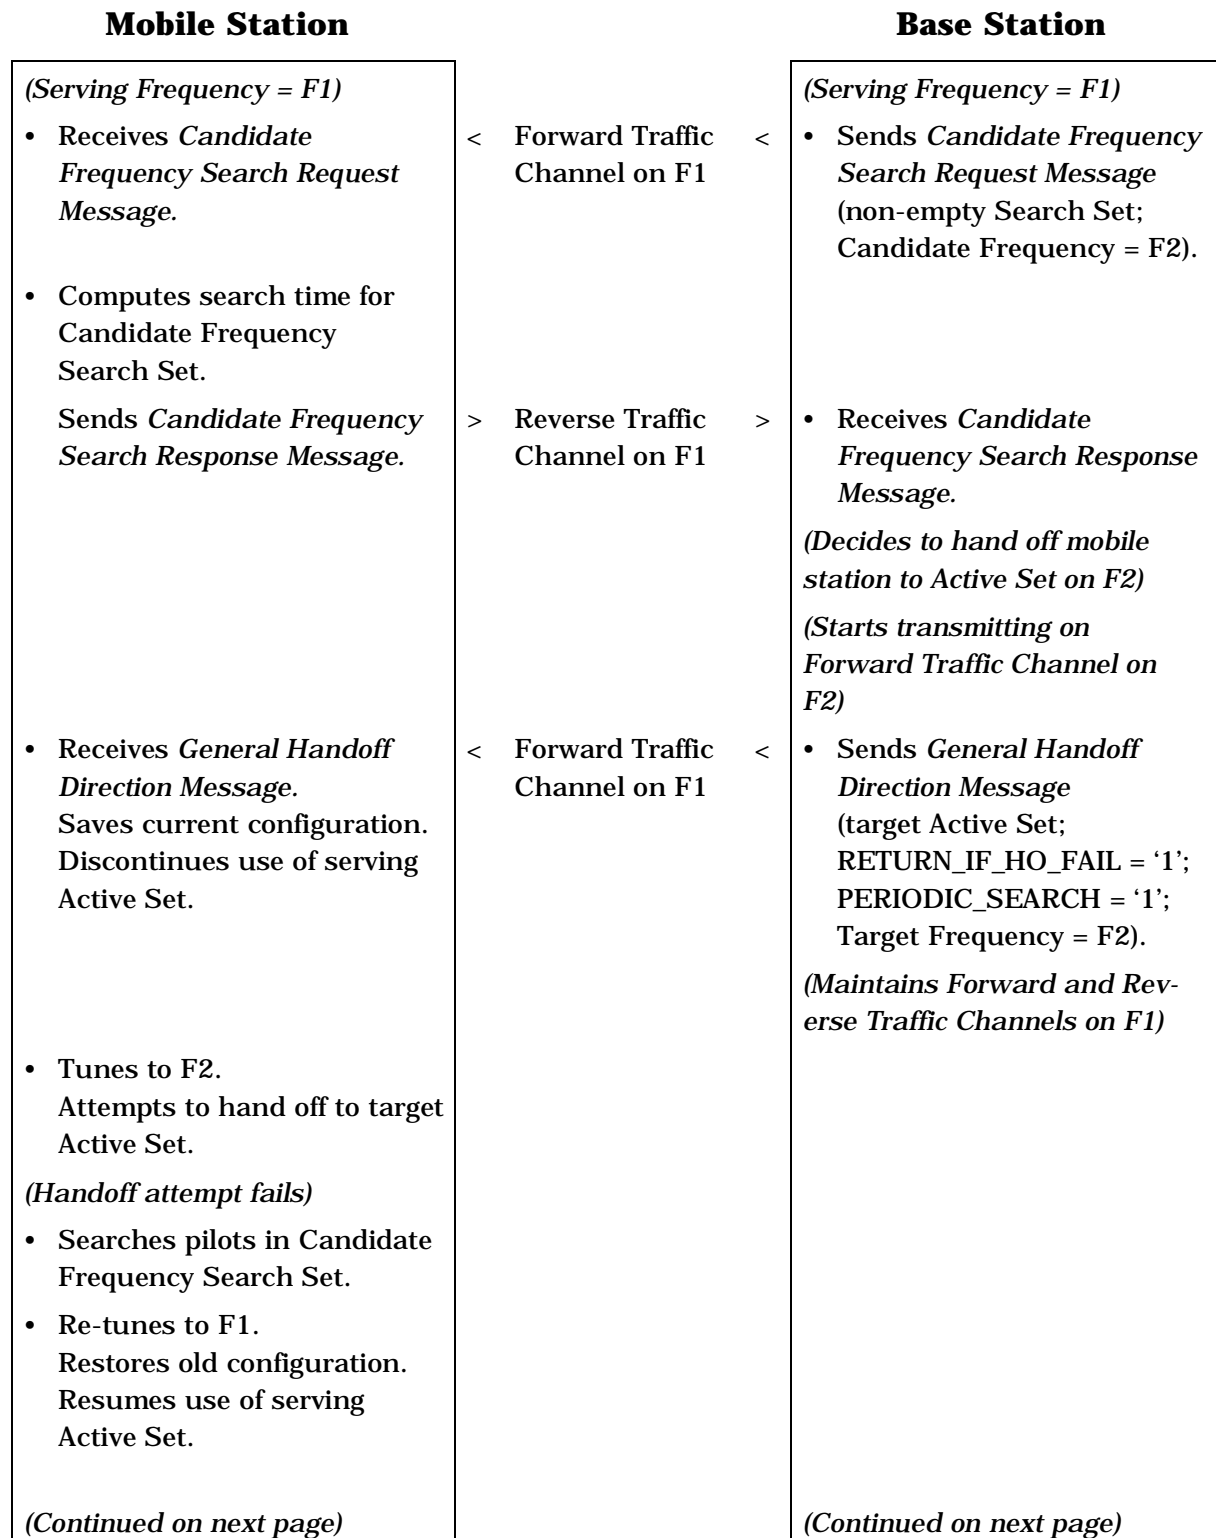 Mobile Station
Base Station
(Serving Frequency = F1)
(Serving Frequency = F1)
• Receives Candidate
Frequency Search Request
Message.
< Forward Traffic <
Channel on F1
• Sends Candidate Frequency
Search Request Message
(non-empty Search Set;
Candidate Frequency = F2).
• Computes search time for
Candidate Frequency
Search Set.
Sends Candidate Frequency
Search Response Message.
> Reverse Traffic >
Channel on F1
• Receives Candidate
Frequency Search Response
Message.
(Decides to hand off mobile
station to Active Set on F2)
(Starts transmitting on
Forward Traffic Channel on
F2)
• Receives General Handoff
Direction Message.
Saves current configuration.
Discontinues use of serving
Active Set.
< Forward Traffic <
Channel on F1
• Sends General Handoff
Direction Message
(target Active Set;
RETURN_IF_HO_FAIL = ‘1’;
PERIODIC_SEARCH = ‘1’;
Target Frequency = F2).
(Maintains Forward and Rev-
erse Traffic Channels on F1)
• Tunes to F2.
Attempts to hand off to target
Active Set.
(Handoff attempt fails)
• Searches pilots in Candidate
Frequency Search Set.
• Re-tunes to F1.
Restores old configuration.
Resumes use of serving
Active Set.
(Continued on next page)
(Continued on next page)